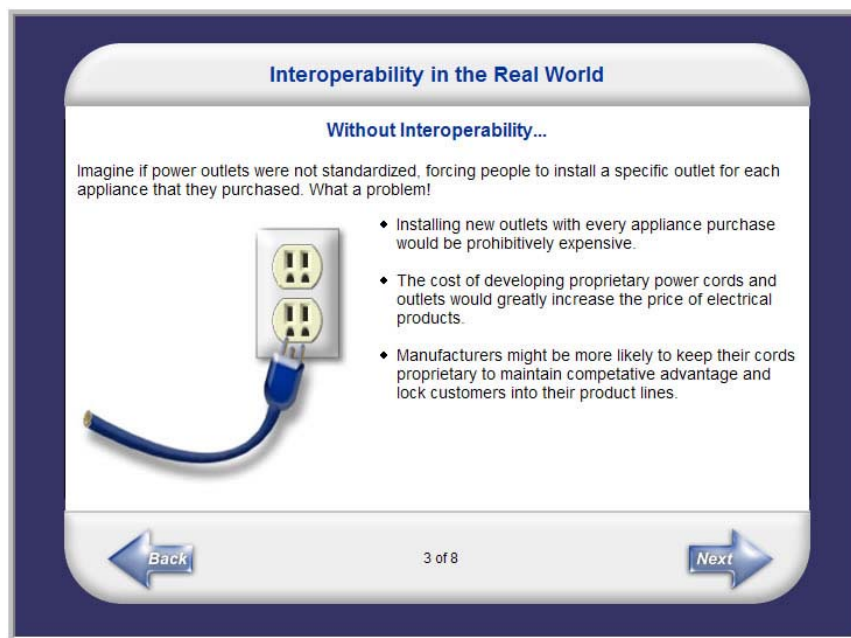 Interoperability in the Real World
Without Interoperability...
Imagine if power outlets were not standardized, forcing people to install a specific outlet for each
appliance that they purchased. What a problem!
◆ Installing new outlets with every appliance purchase
would be prohibitively expensive.
◆ The cost of developing proprietary power cords and
outlets would greatly increase the price of electrical
products.
◆ Manufacturers might be more likely to keep their cords
proprietary to maintain competative advantage and
lock customers into their product lines.
Back
3 of 8
Next